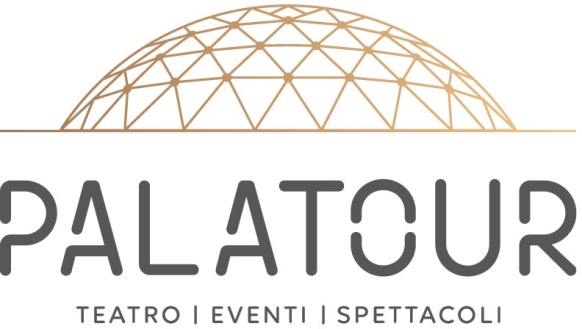 PALATOUR
TEATRO | EVENTI | SPETTACOLI